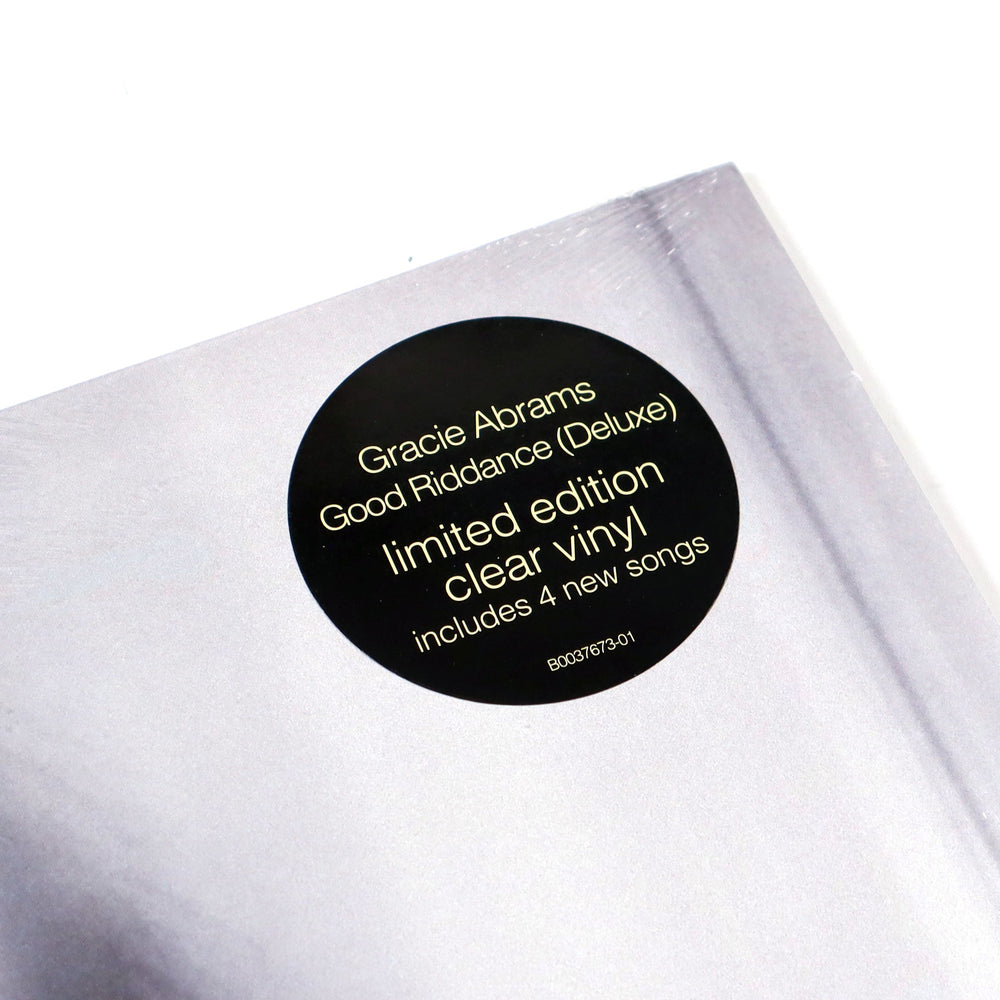 Gracie Abrams
Good Riddance (Deluxe)
limited edition
clear vinyl
includes 4 new songs
B0037673-01